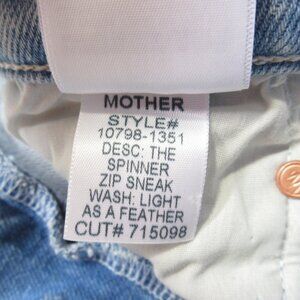 MOTHER
STYLE#
10798-1351
DESC: THE
SPINNER
ZIP SNEAK
WASH: LIGHT
AS A FEATHER
CUT# 715098